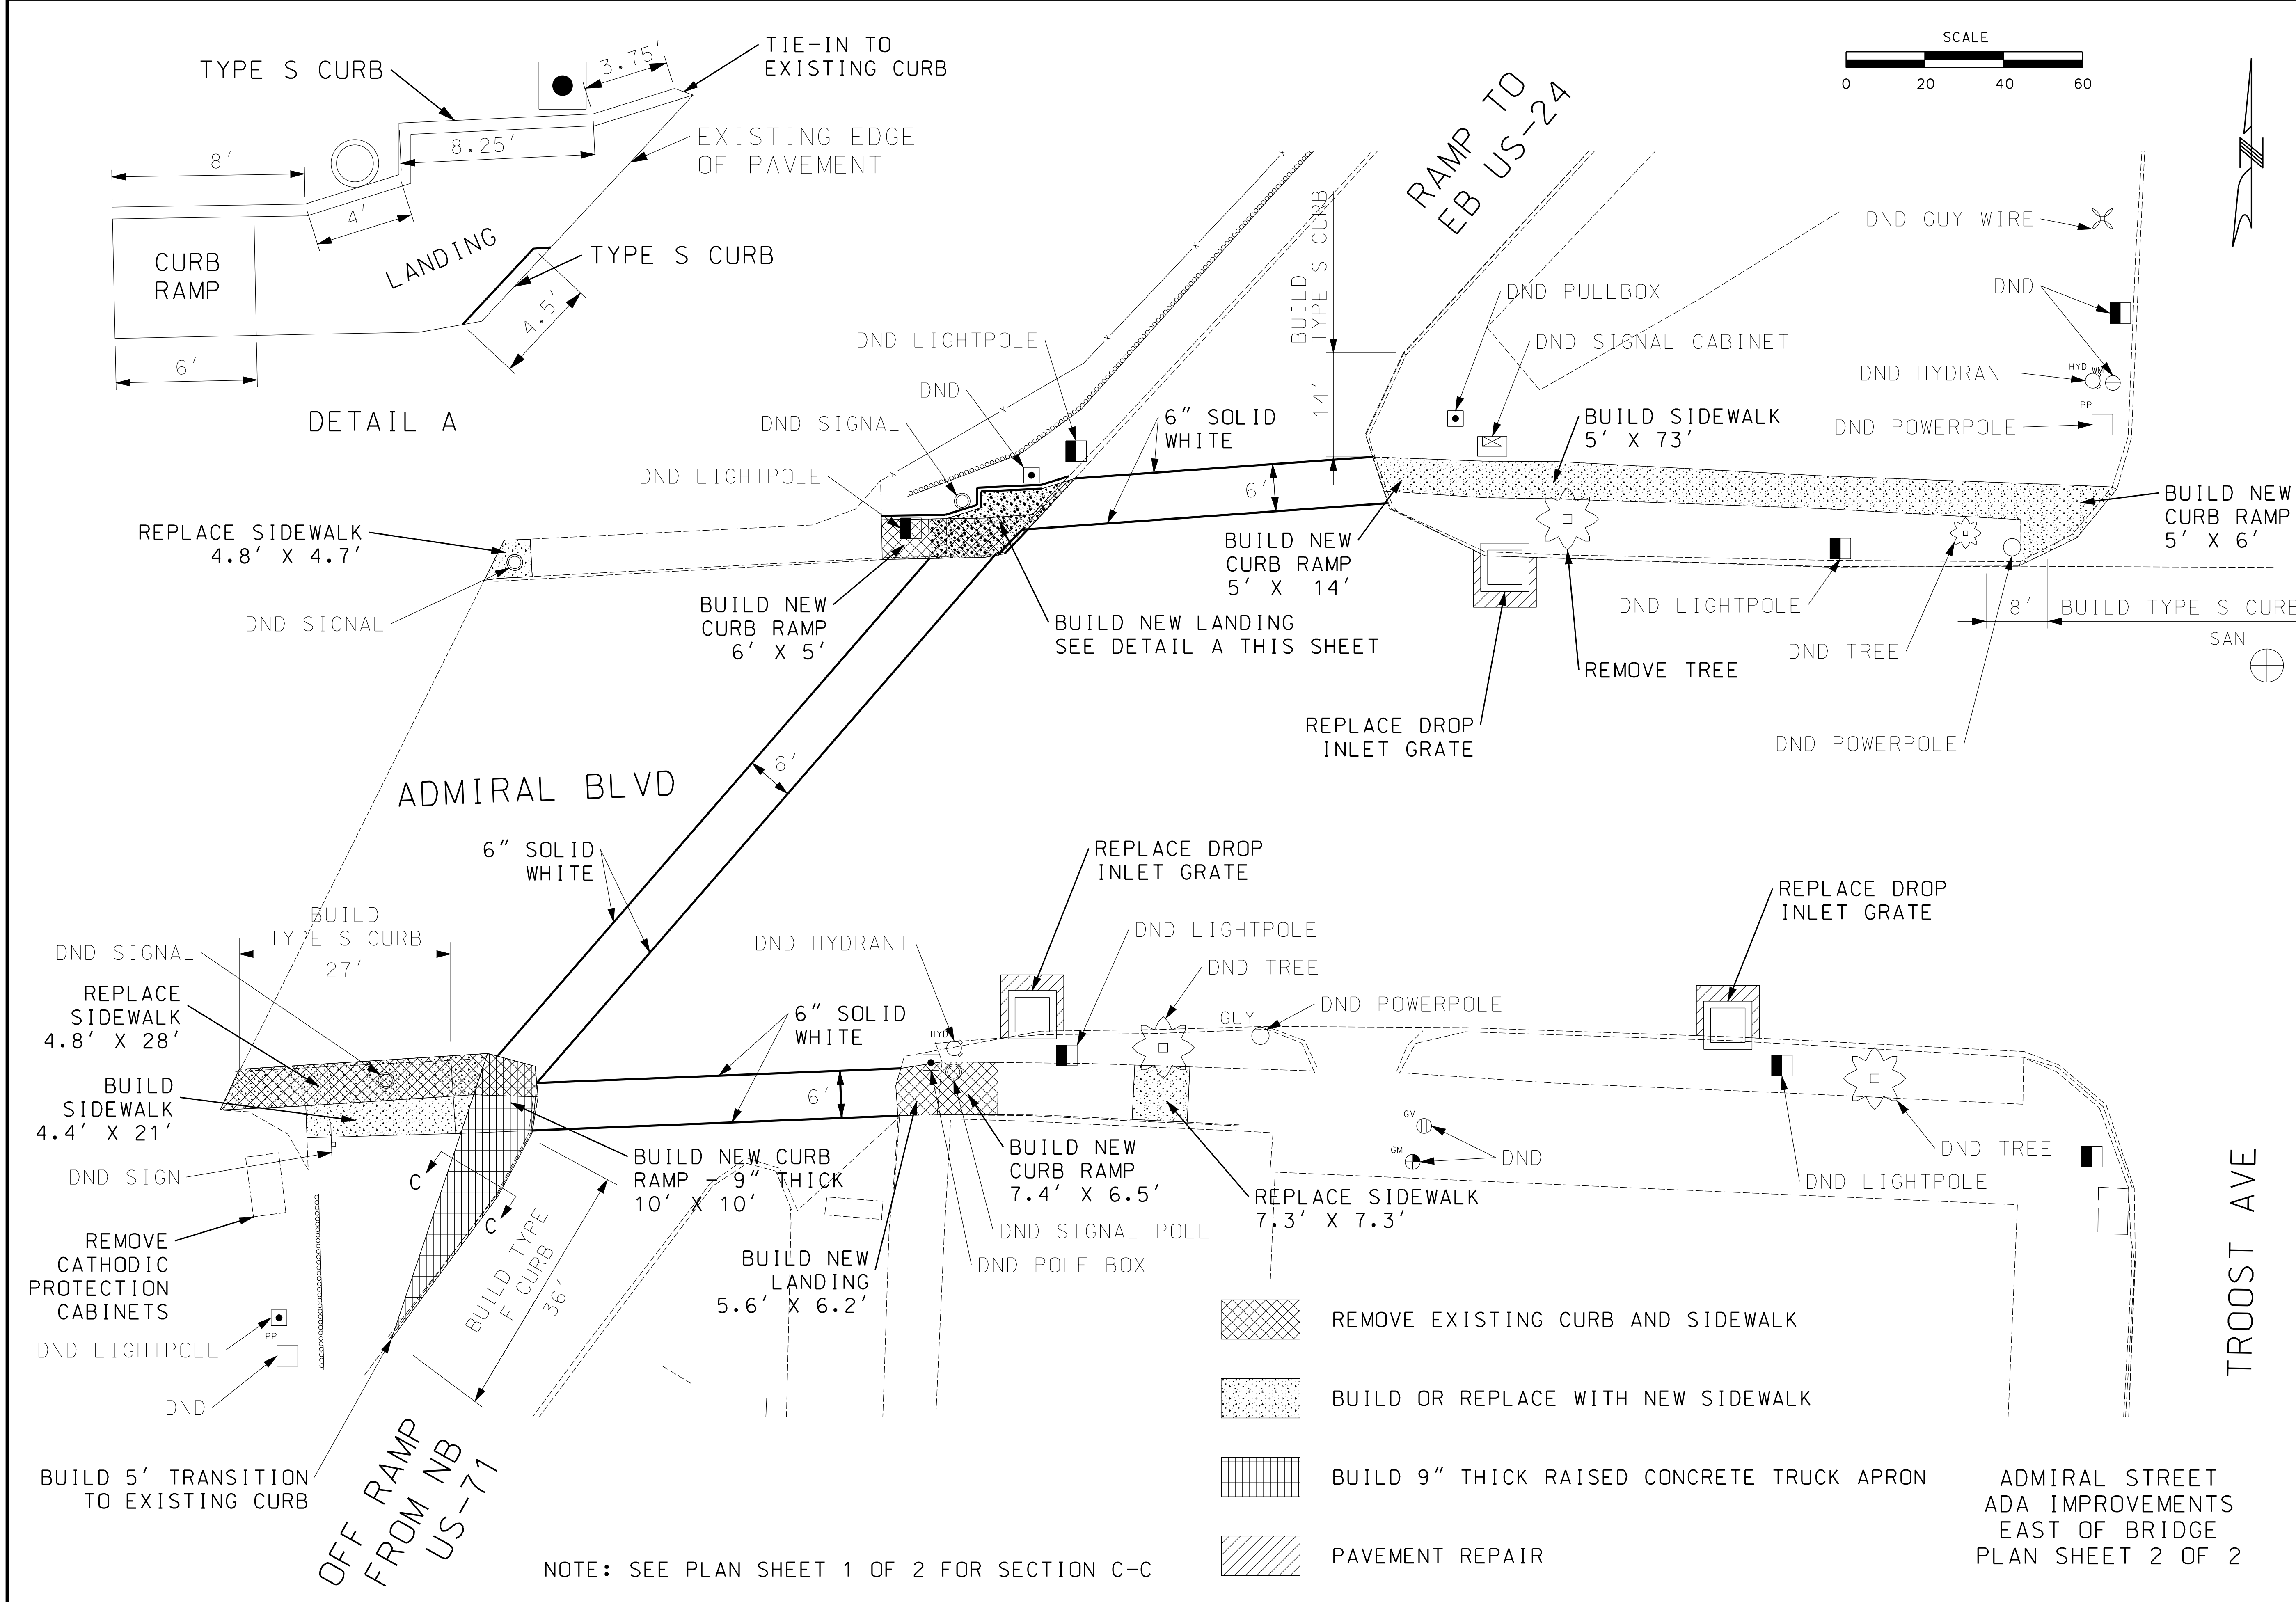 TYPE S CURB
3.75'
TIE-IN TO
EXISTING CURB
SCALE
0 20 40 60
N
8'
8.25'
EXISTING EDGE
OF PAVEMENT
4'
CURB
RAMP
LANDING
TYPE S CURB
4.5'
6'
DETAIL A
RAMP TO
EB US-24
BUILD
TYPE S CURB
14'
DND GUY WIRE
DND
DND PULLBOX
DND SIGNAL CABINET
DND HYDRANT
HYD
WM
PP
DND POWERPOLE
DND LIGHTPOLE
DND
DND SIGNAL
DND LIGHTPOLE
6" SOLID
WHITE
BUILD SIDEWALK
5' X 73'
6'
BUILD NEW
CURB RAMP
5' X 6'
REPLACE SIDEWALK
4.8' X 4.7'
DND SIGNAL
BUILD NEW
CURB RAMP
6' X 5'
BUILD NEW
CURB RAMP
5' X 14'
BUILD NEW LANDING
SEE DETAIL A THIS SHEET
DND LIGHTPOLE
8'
BUILD TYPE S CURB
SAN
DND TREE
REMOVE TREE
REPLACE DROP
INLET GRATE
DND POWERPOLE
6'
ADMIRAL BLVD
6" SOLID
WHITE
REPLACE DROP
INLET GRATE
REPLACE DROP
INLET GRATE
BUILD
TYPE S CURB
27'
DND SIGNAL
REPLACE
SIDEWALK
4.8' X 28'
BUILD
SIDEWALK
4.4' X 21'
DND SIGN
DND HYDRANT
DND LIGHTPOLE
DND TREE
6" SOLID
WHITE
HYD
GUY
DND POWERPOLE
6'
BUILD NEW CURB
RAMP - 9" THICK
10' X 10'
C
C
BUILD TYPE
F CURB
36'
BUILD NEW
CURB RAMP
7.4' X 6.5'
DND SIGNAL POLE
DND POLE BOX
BUILD NEW
LANDING
5.6' X 6.2'
REPLACE SIDEWALK
7.3' X 7.3'
GV
GM
DND
DND TREE
DND LIGHTPOLE
TROOST AVE
REMOVE
CATHODIC
PROTECTION
CABINETS
DND LIGHTPOLE
PP
DND
BUILD 5' TRANSITION
TO EXISTING CURB
OFF RAMP
FROM NB
US-71
REMOVE EXISTING CURB AND SIDEWALK
BUILD OR REPLACE WITH NEW SIDEWALK
BUILD 9" THICK RAISED CONCRETE TRUCK APRON
PAVEMENT REPAIR
NOTE: SEE PLAN SHEET 1 OF 2 FOR SECTION C-C
ADMIRAL STREET
ADA IMPROVEMENTS
EAST OF BRIDGE
PLAN SHEET 2 OF 2